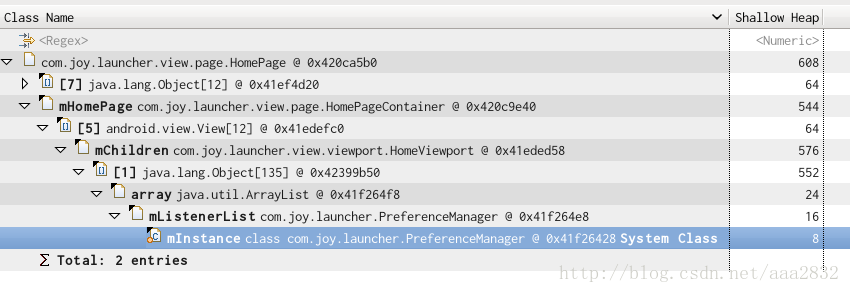 Class Name Shallow Heap
<Regex> <Numeric>
com.joy.launcher.view.page.HomePage @ 0x420ca5b0 608
[7] java.lang.Object[12] @ 0x41ef4d20 64
mHomePage com.joy.launcher.view.page.HomePageContainer @ 0x420c9e40 544
[5] android.view.View[12] @ 0x41edefc0 64
mChildren com.joy.launcher.view.viewport.HomeViewport @ 0x41eded58 576
[1] java.lang.Object[135] @ 0x42399b50 552
array java.util.ArrayList @ 0x41f264f8 24
mListenerList com.joy.launcher.PreferenceManager @ 0x41f264e8 16
mInstance class com.joy.launcher.PreferenceManager @ 0x41f26428 System Class 8
Σ Total: 2 entries
http://blog.csdn.net/aaa2832